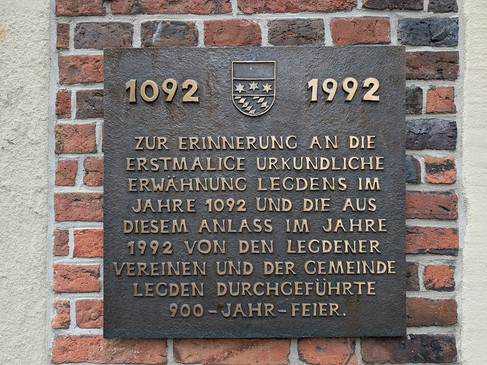 1092 1992
ZUR ERINNERUNG AN DIE
ERSTMALIGE URKUNDLICHE
ERWÄHNUNG LEGDENS IM
JAHRE 1092 UND DIE AUS
DIESEM ANLASS IM JAHRE
1992 VON DEN LEGDENER
VEREINEN UND DER GEMEINDE
LEGDEN DURCHGEFÜHRTE
900-JAHR-FEIER.